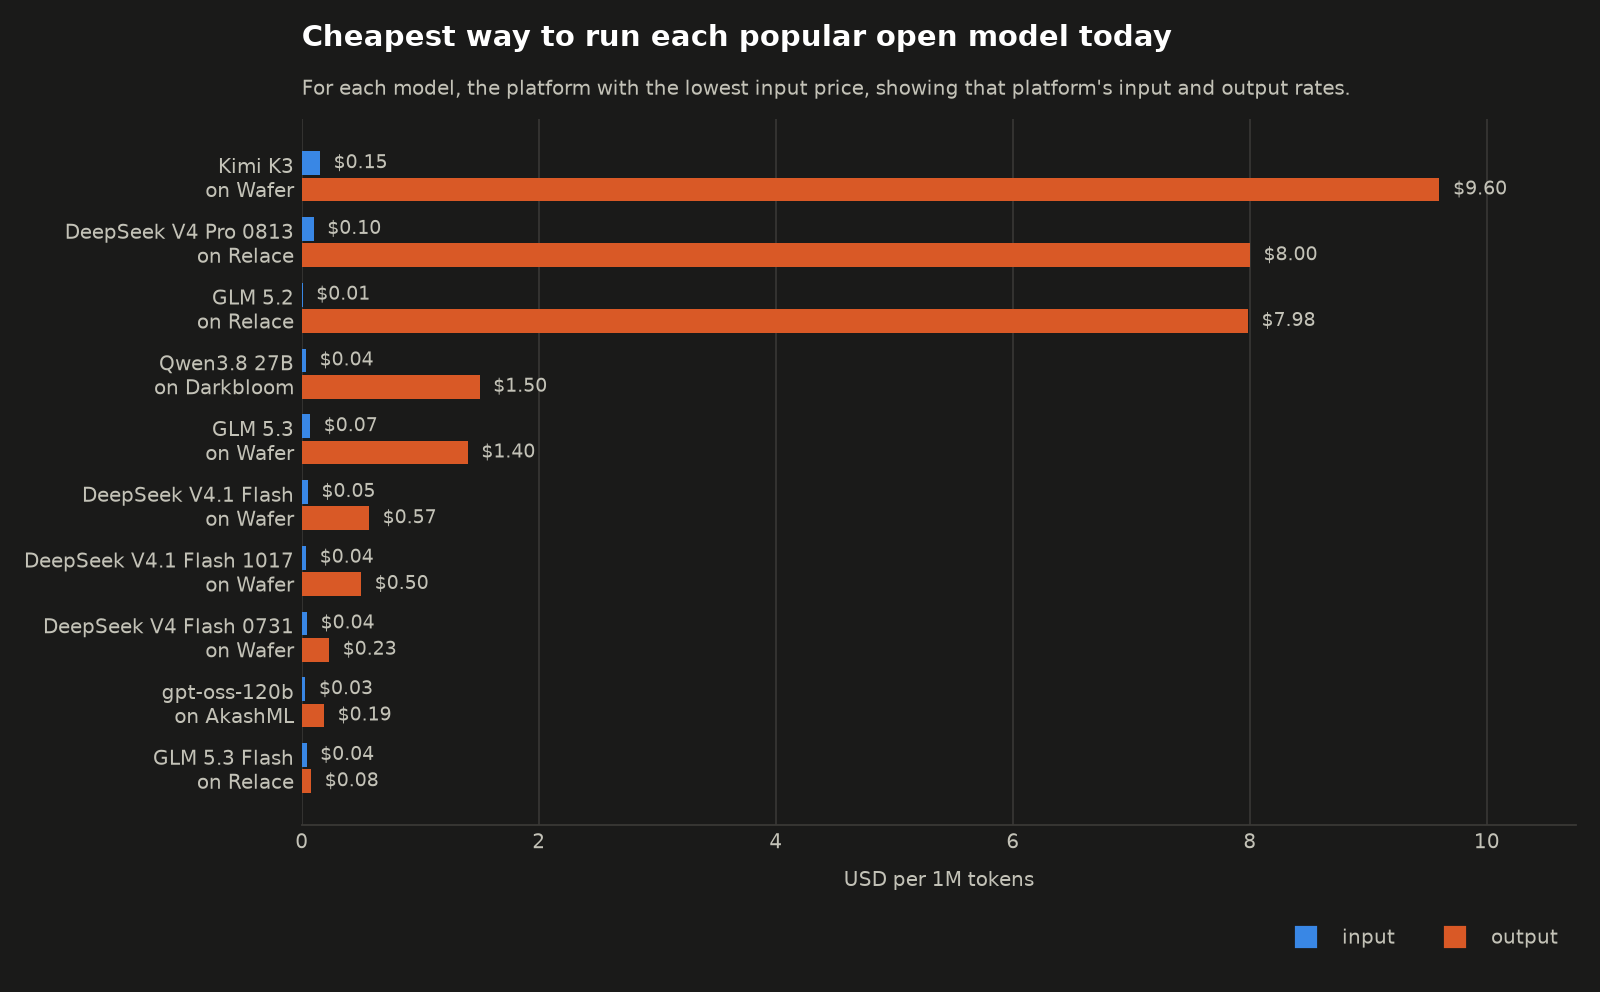 Cheapest way to run each popular open model today
For each model, the platform with the lowest input price, showing that platform's input and output rates.
Kimi K3
on Wafer
$0.15
$9.60
DeepSeek V4 Pro 0813
on Relace
$0.10
$8.00
GLM 5.2
on Relace
$0.01
$7.98
Qwen3.8 27B
on Darkbloom
$0.04
$1.50
GLM 5.3
on Wafer
$0.07
$1.40
DeepSeek V4.1 Flash
on Wafer
$0.05
$0.57
DeepSeek V4.1 Flash 1017
on Wafer
$0.04
$0.50
DeepSeek V4 Flash 0731
on Wafer
$0.04
$0.23
gpt-oss-120b
on AkashML
$0.03
$0.19
GLM 5.3 Flash
on Relace
$0.04
$0.08
0 2 4 6 8 10
USD per 1M tokens
input output